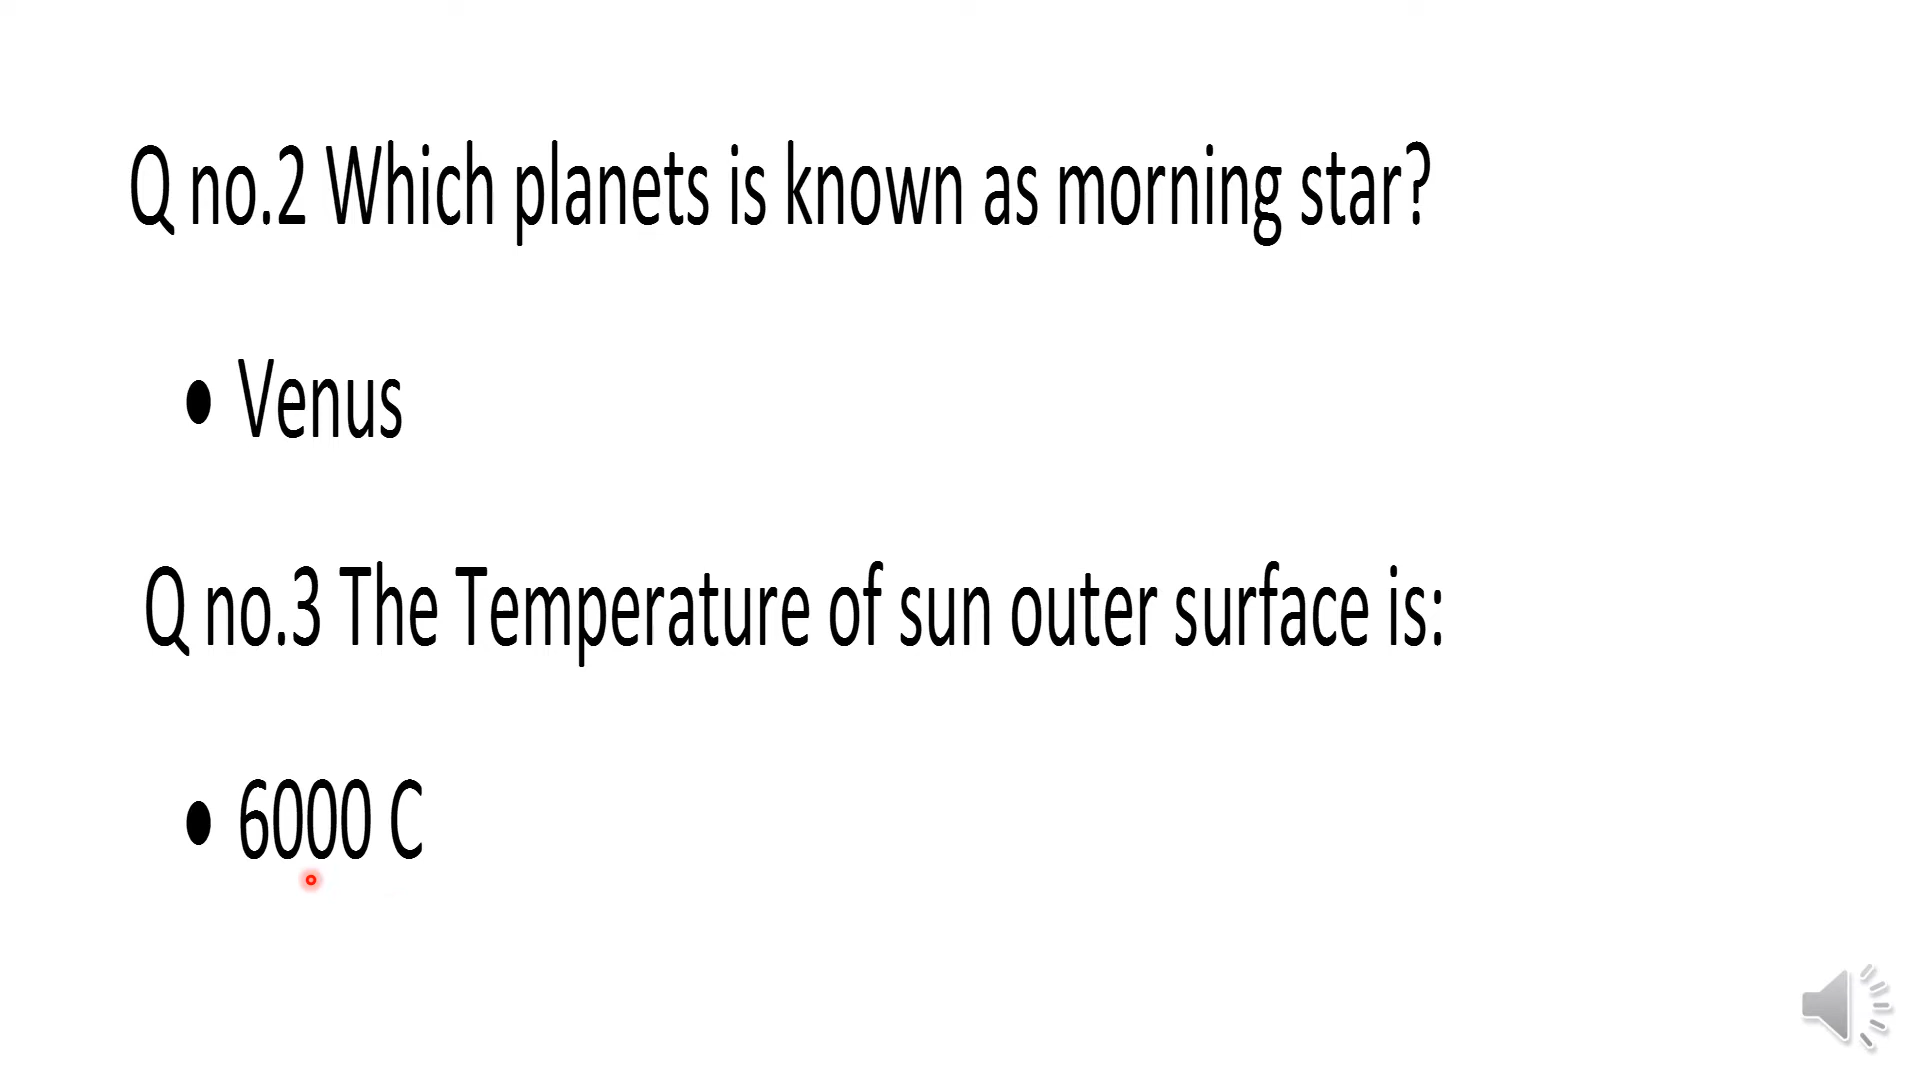 Q no.2 Which planets is known as morning star?
• Venus
Q no.3 The Temperature of sun outer surface is:
• 6000 C